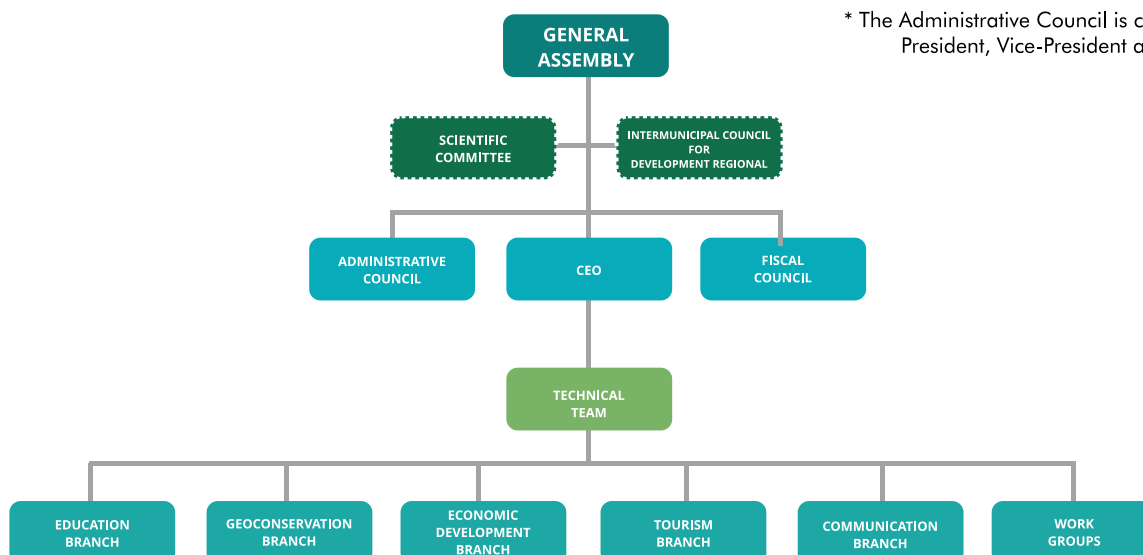 GENERAL
ASSEMBLY
* The Administrative Council is
President, Vice-President
SCIENTIFIC
COMMITTEE
INTERMUNICIPAL COUNCIL
FOR
DEVELOPMENT REGIONAL
ADMINISTRATIVE
COUNCIL
CEO
FISCAL
COUNCIL
TECHNICAL
TEAM
EDUCATION
BRANCH
GEOCONSERVATION
BRANCH
ECONOMIC
DEVELOPMENT
BRANCH
TOURISM
BRANCH
COMMUNICATION
BRANCH
WORK
GROUPS